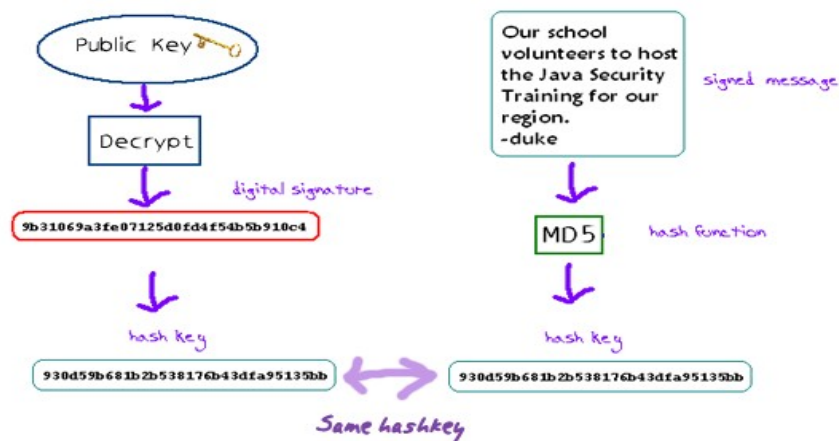 Public Key
Decrypt
digital signature
9b31069a3fe07125d0fd4f54b5b910c4
hash key
930d59b681b2b538176b43dfa95135bb
Our school
volunteers to host
the Java Security
Training for our
region.
-duke
signed message
MD5
hash function
hash key
930d59b681b2b538176b43dfa95135bb
Same hashkey